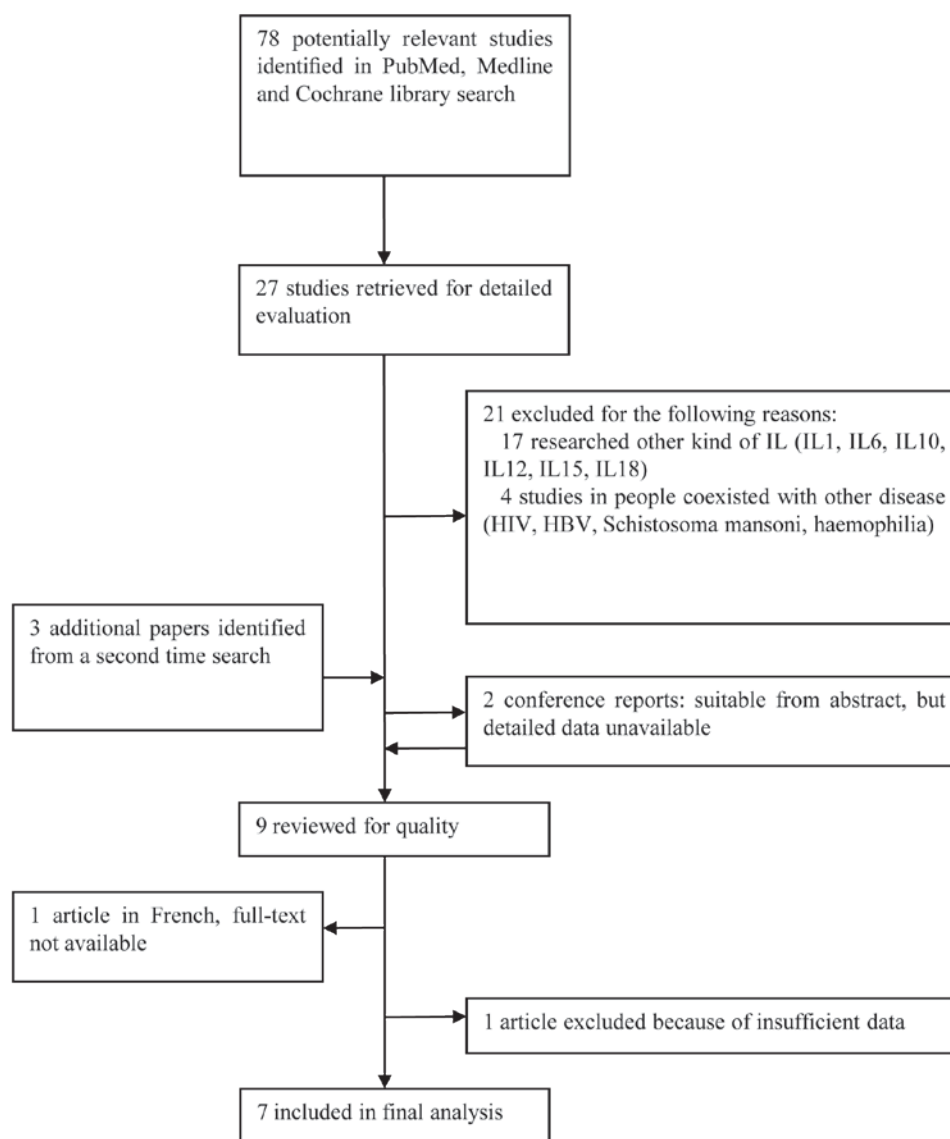 78 potentially relevant studies
identified in PubMed, Medline
and Cochrane library search
27 studies retrieved for detailed
evaluation
21 excluded for the following reasons:
17 researched other kind of IL (IL1, IL6, IL10,
IL12, IL15, IL18)
4 studies in people coexisted with other disease
(HIV, HBV, Schistosoma mansoni, haemophilia)
3 additional papers identified
from a second time search
2 conference reports: suitable from abstract, but
detailed data unavailable
9 reviewed for quality
1 article in French, full-text
not available
1 article excluded because of insufficient data
7 included in final analysis